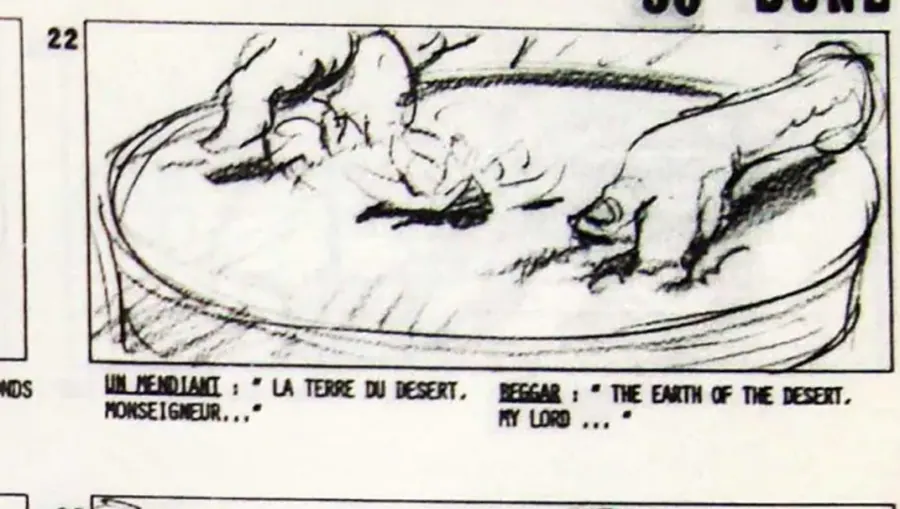 22
NDS
UN MENDIANT : " LA TERRE DU DESERT,
MONSEIGNEUR..."
BEGGAR : " THE EARTH OF THE DESERT,
MY LORD ... "